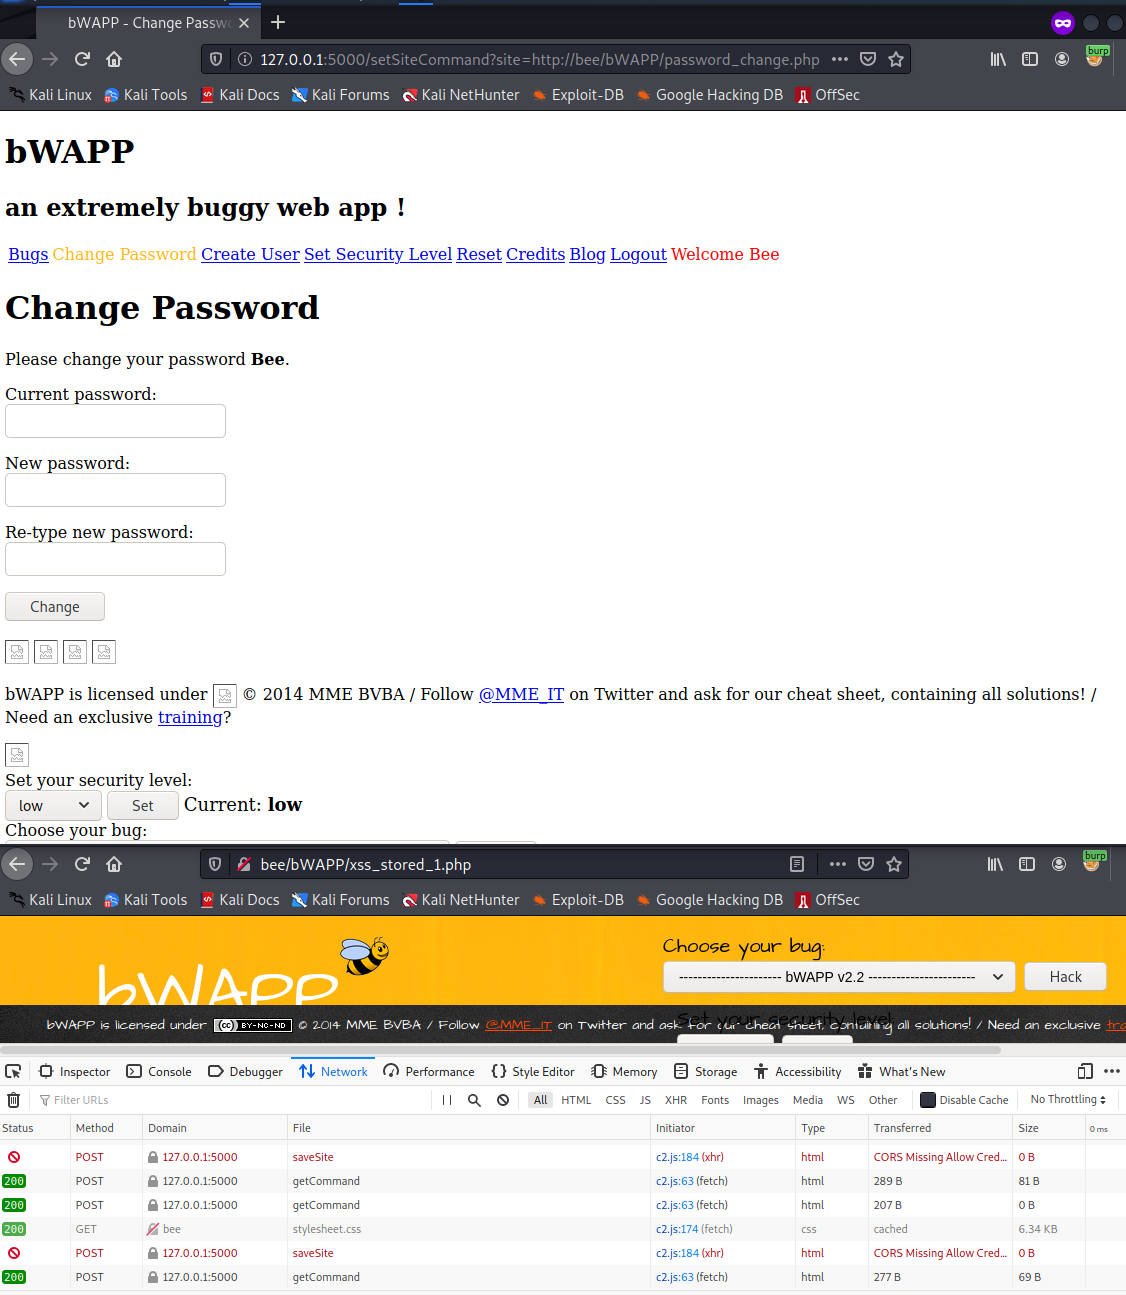 bWAPP - Change Passwo
burp
127.0.0.1:5000/setSiteCommand?site=http://bee/bWAPP/password_change.php
Kali Linux Kali Tools Kali Docs Kali Forums Kali NetHunter Exploit-DB Google Hacking DB OffSec
bWAPP
an extremely buggy web app !
Bugs Change Password Create User Set Security Level Reset Credits Blog Logout Welcome Bee
Change Password
Please change your password Bee.
Current password:
New password:
Re-type new password:
Change
bWAPP is licensed under © 2014 MME BVBA / Follow @MME_IT on Twitter and ask for our cheat sheet, containing all solutions! /
Need an exclusive training?
Set your security level:
low Set Current: low
Choose your bug:
burp
bee/bWAPP/xss_stored_1.php
Kali Linux Kali Tools Kali Docs Kali Forums Kali NetHunter Exploit-DB Google Hacking DB OffSec
Choose your bug:
bWAPP
---------------------- bWAPP v2.2 ----------------------- Hack
Set your security level:
bWAPP is licensed under (cc) BY-NC-ND © 2014 MME BVBA / Follow @MME_IT on Twitter and ask for our cheat sheet, containing all solutions! / Need an exclusive tra
Inspector Console Debugger Network Performance Style Editor Memory Storage Accessibility What's New
Filter URLs All HTML CSS JS XHR Fonts Images Media WS Other Disable Cache No Throttling
Status Method Domain File Initiator Type Transferred Size 0 ms
POST 127.0.0.1:5000 saveSite c2.js:184 (xhr) html CORS Missing Allow Cred… 0 B
200 POST 127.0.0.1:5000 getCommand c2.js:63 (fetch) html 289 B 81 B
200 POST 127.0.0.1:5000 getCommand c2.js:63 (fetch) html 207 B 0 B
200 GET bee stylesheet.css c2.js:174 (fetch) css cached 6.34 KB
POST 127.0.0.1:5000 saveSite c2.js:184 (xhr) html CORS Missing Allow Cred… 0 B
200 POST 127.0.0.1:5000 getCommand c2.js:63 (fetch) html 277 B 69 B